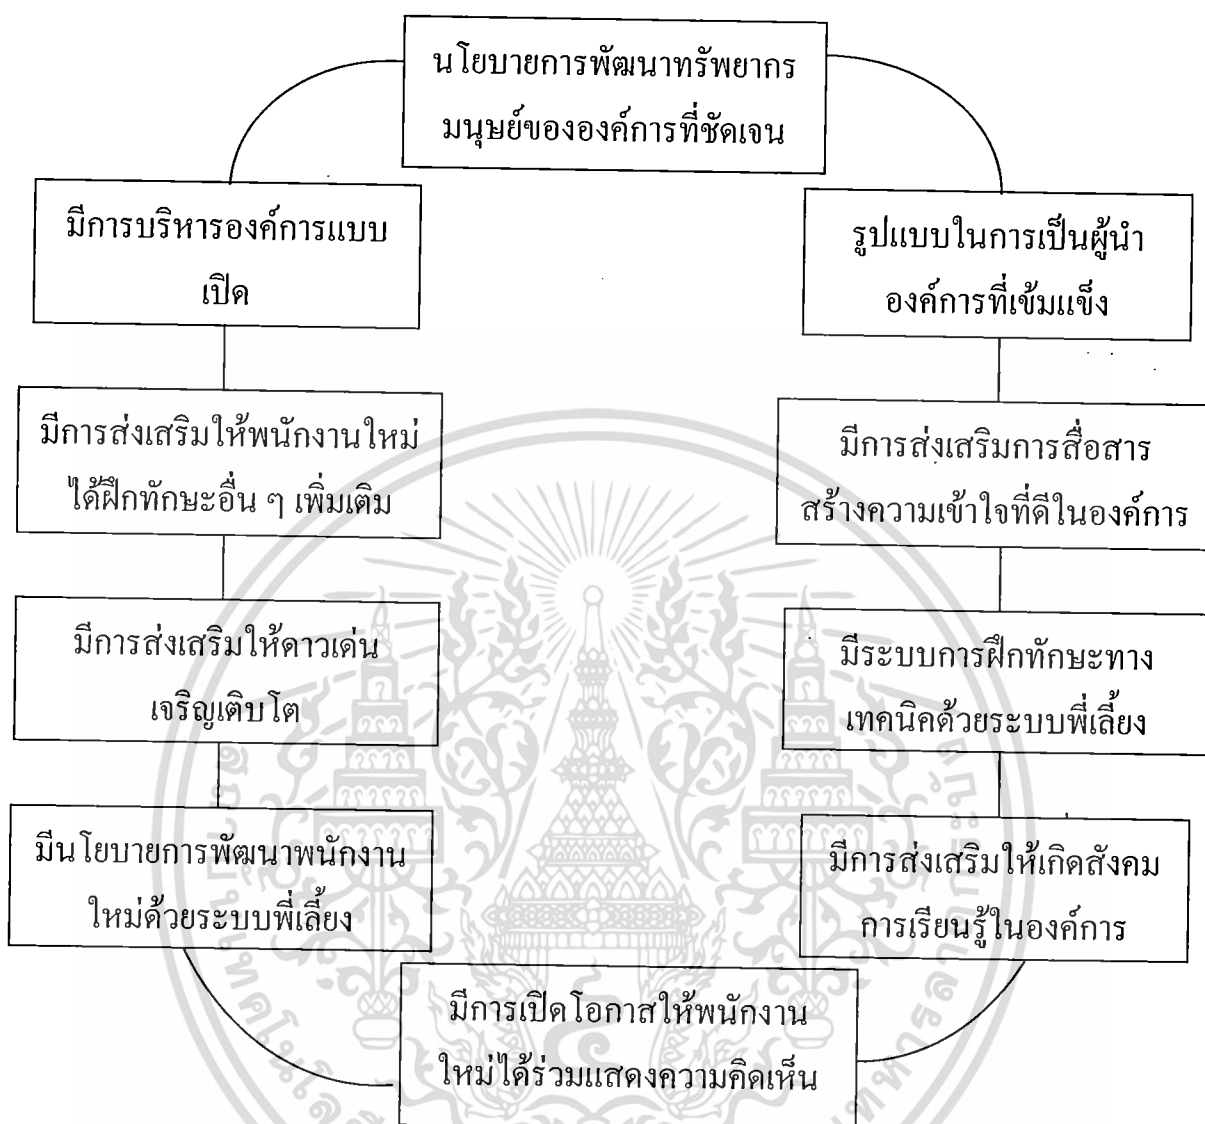 นโยบายการพัฒนาทรัพยากร
มนุษย์ขององค์การที่ชัดเจน
มีการบริหารองค์การแบบ
เปิด
รูปแบบในการเป็นผู้นำ
องค์การที่เข้มแข็ง
มีการส่งเสริมให้พนักงานใหม่
ได้ฝึกทักษะอื่น ๆ เพิ่มเติม
มีการส่งเสริมการสื่อสาร
สร้างความเข้าใจที่ดีในองค์การ
มีการส่งเสริมให้ดาวเด่น
เจริญเติบโต
มีระบบการฝึกทักษะทาง
เทคนิคด้วยระบบพี่เลี้ยง
มีนโยบายการพัฒนาพนักงาน
ใหม่ด้วยระบบพี่เลี้ยง
มีการส่งเสริมให้เกิดสังคม
การเรียนรู้ในองค์การ
มีการเปิดโอกาสให้พนักงาน
ใหม่ได้ร่วมแสดงความคิดเห็น